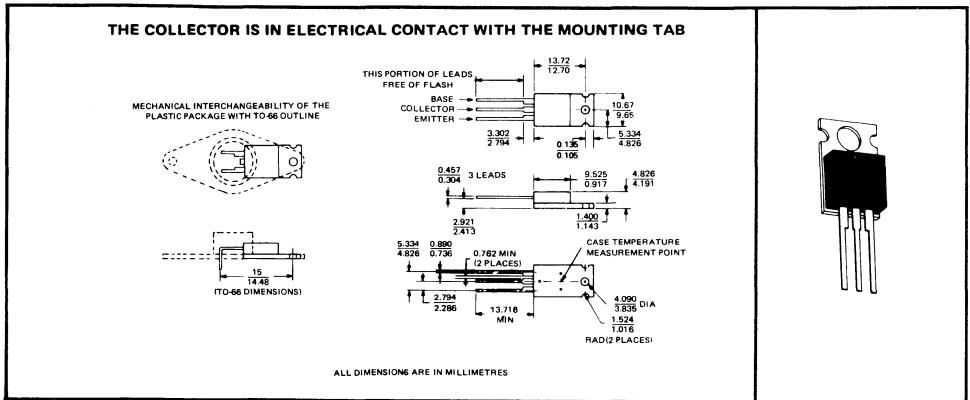 THE COLLECTOR IS IN ELECTRICAL CONTACT WITH THE MOUNTING TAB
MECHANICAL INTERCHANGEABILITY OF THE
PLASTIC PACKAGE WITH TO-66 OUTLINE
15
14.48
(TO-66 DIMENSIONS)
THIS PORTION OF LEADS
FREE OF FLASH
BASE
COLLECTOR
EMITTER
13.72
12.70
10.67
9.65
3.302
2.794
0.135
0.105
5.334
4.826
0.457
0.304
3 LEADS
9.525
0.917
4.826
4.191
2.921
2.413
1.400
1.143
5.334
4.826
0.890
0.736
0.762 MIN
(2 PLACES)
CASE TEMPERATURE
MEASUREMENT POINT
2.794
2.286
13.716
MIN
4.090
3.835
DIA
1.524
1.016
RAD(2 PLACES)
ALL DIMENSIONS ARE IN MILLIMETRES